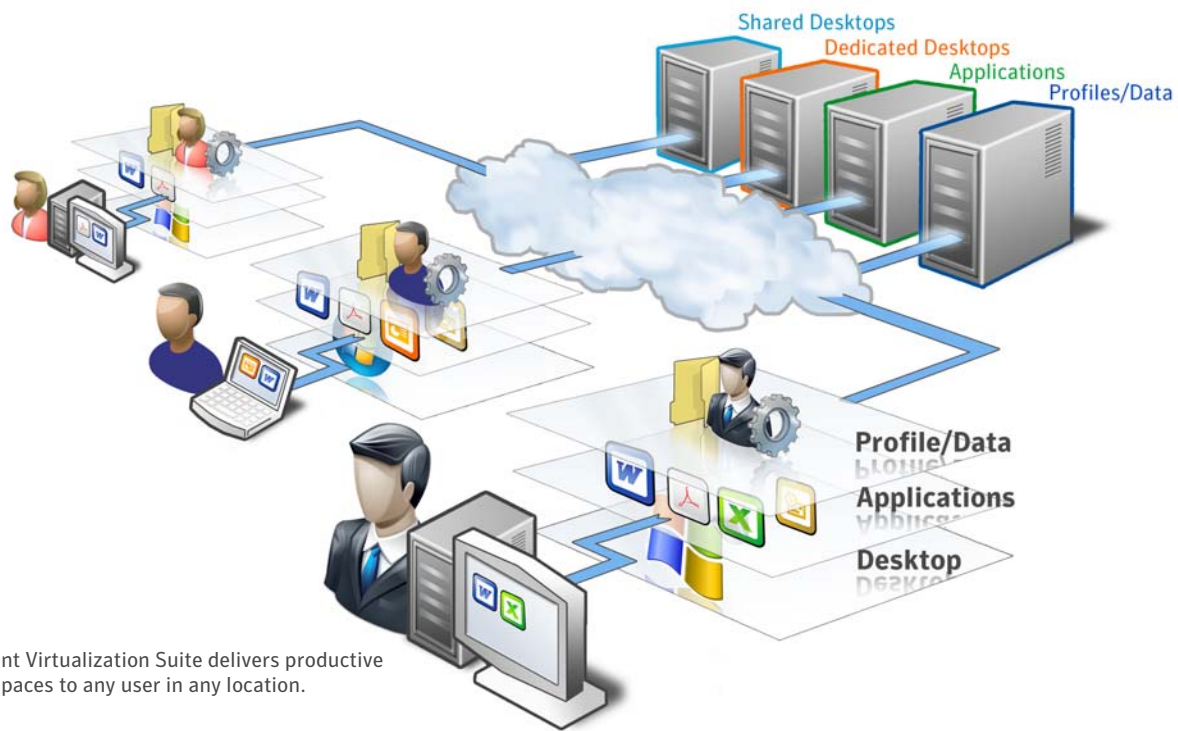 Shared Desktops
Dedicated Desktops
Applications
Profiles/Data
Profile/Data
Applications
Desktop
nt Virtualization Suite delivers productive
paces to any user in any location.